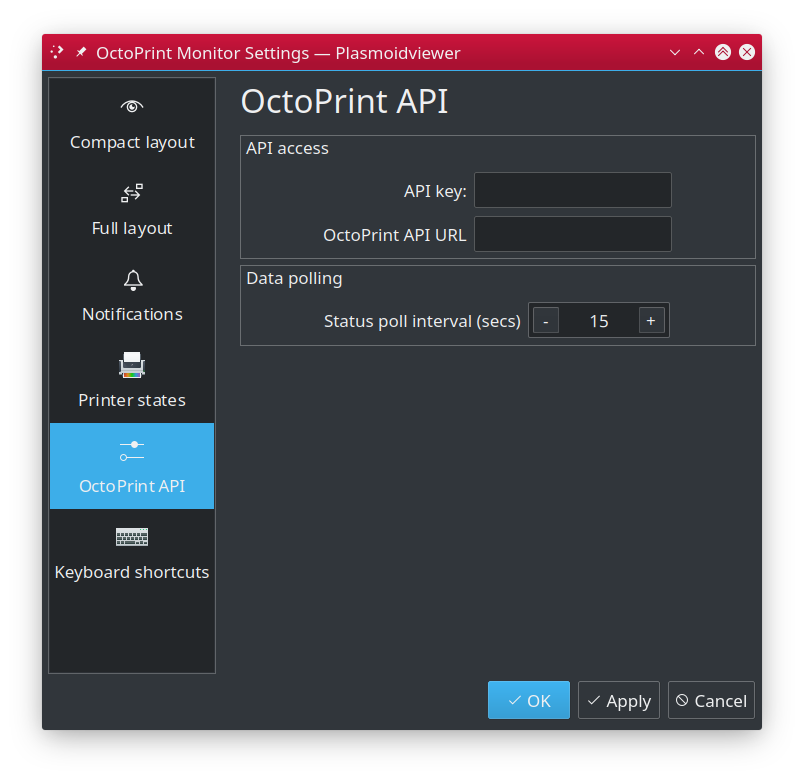 OctoPrint Monitor Settings — Plasmoidviewer
Compact layout
Full layout
Notifications
Printer states
OctoPrint API
Keyboard shortcuts
OctoPrint API
API access
API key:
OctoPrint API URL
Data polling
Status poll interval (secs) - 15 +
OK Apply Cancel